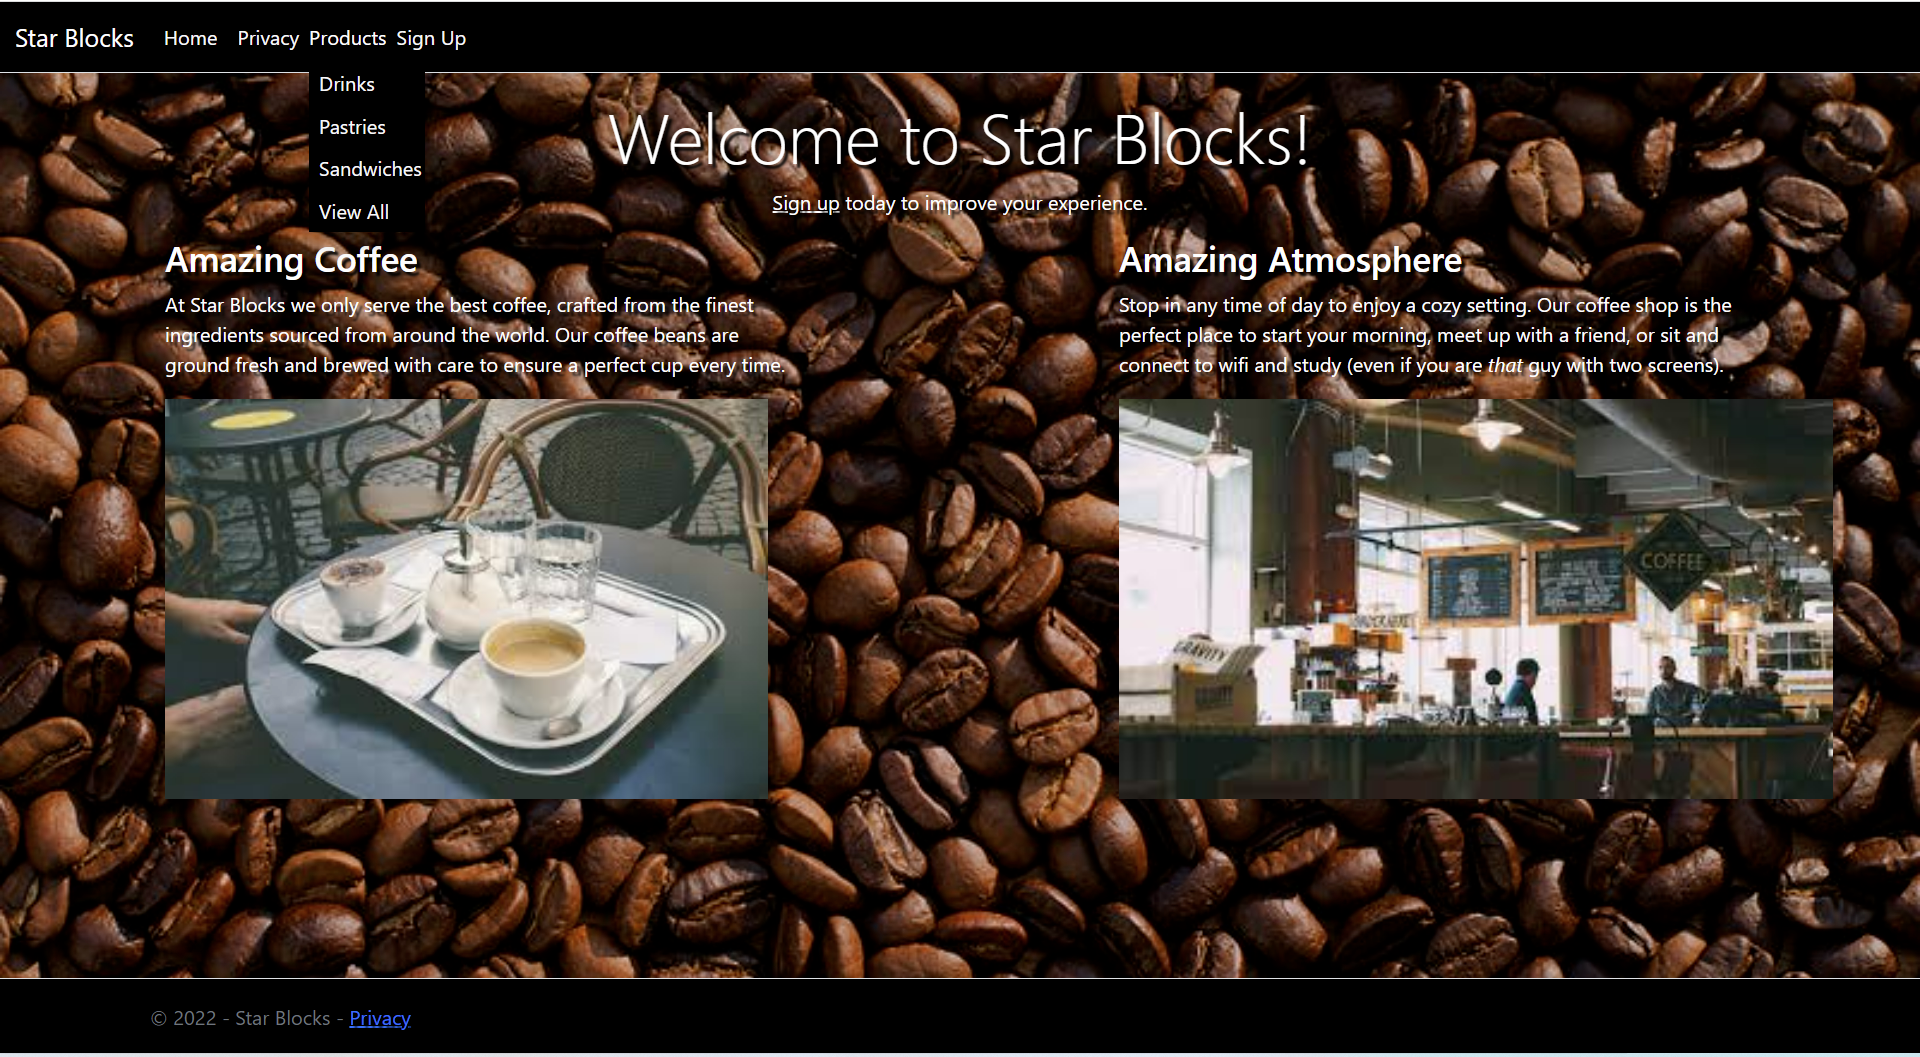 Star Blocks Home Privacy Products Sign Up
Drinks
Pastries
Sandwiches
View All
Welcome to Star Blocks!
Sign up today to improve your experience.
Amazing Coffee
At Star Blocks we only serve the best coffee, crafted from the finest
ingredients sourced from around the world. Our coffee beans are
ground fresh and brewed with care to ensure a perfect cup every time.
Amazing Atmosphere
Stop in any time of day to enjoy a cozy setting. Our coffee shop is the
perfect place to start your morning, meet up with a friend, or sit and
connect to wifi and study (even if you are that guy with two screens).
COFFEE
GRAVITY
© 2022 - Star Blocks - Privacy